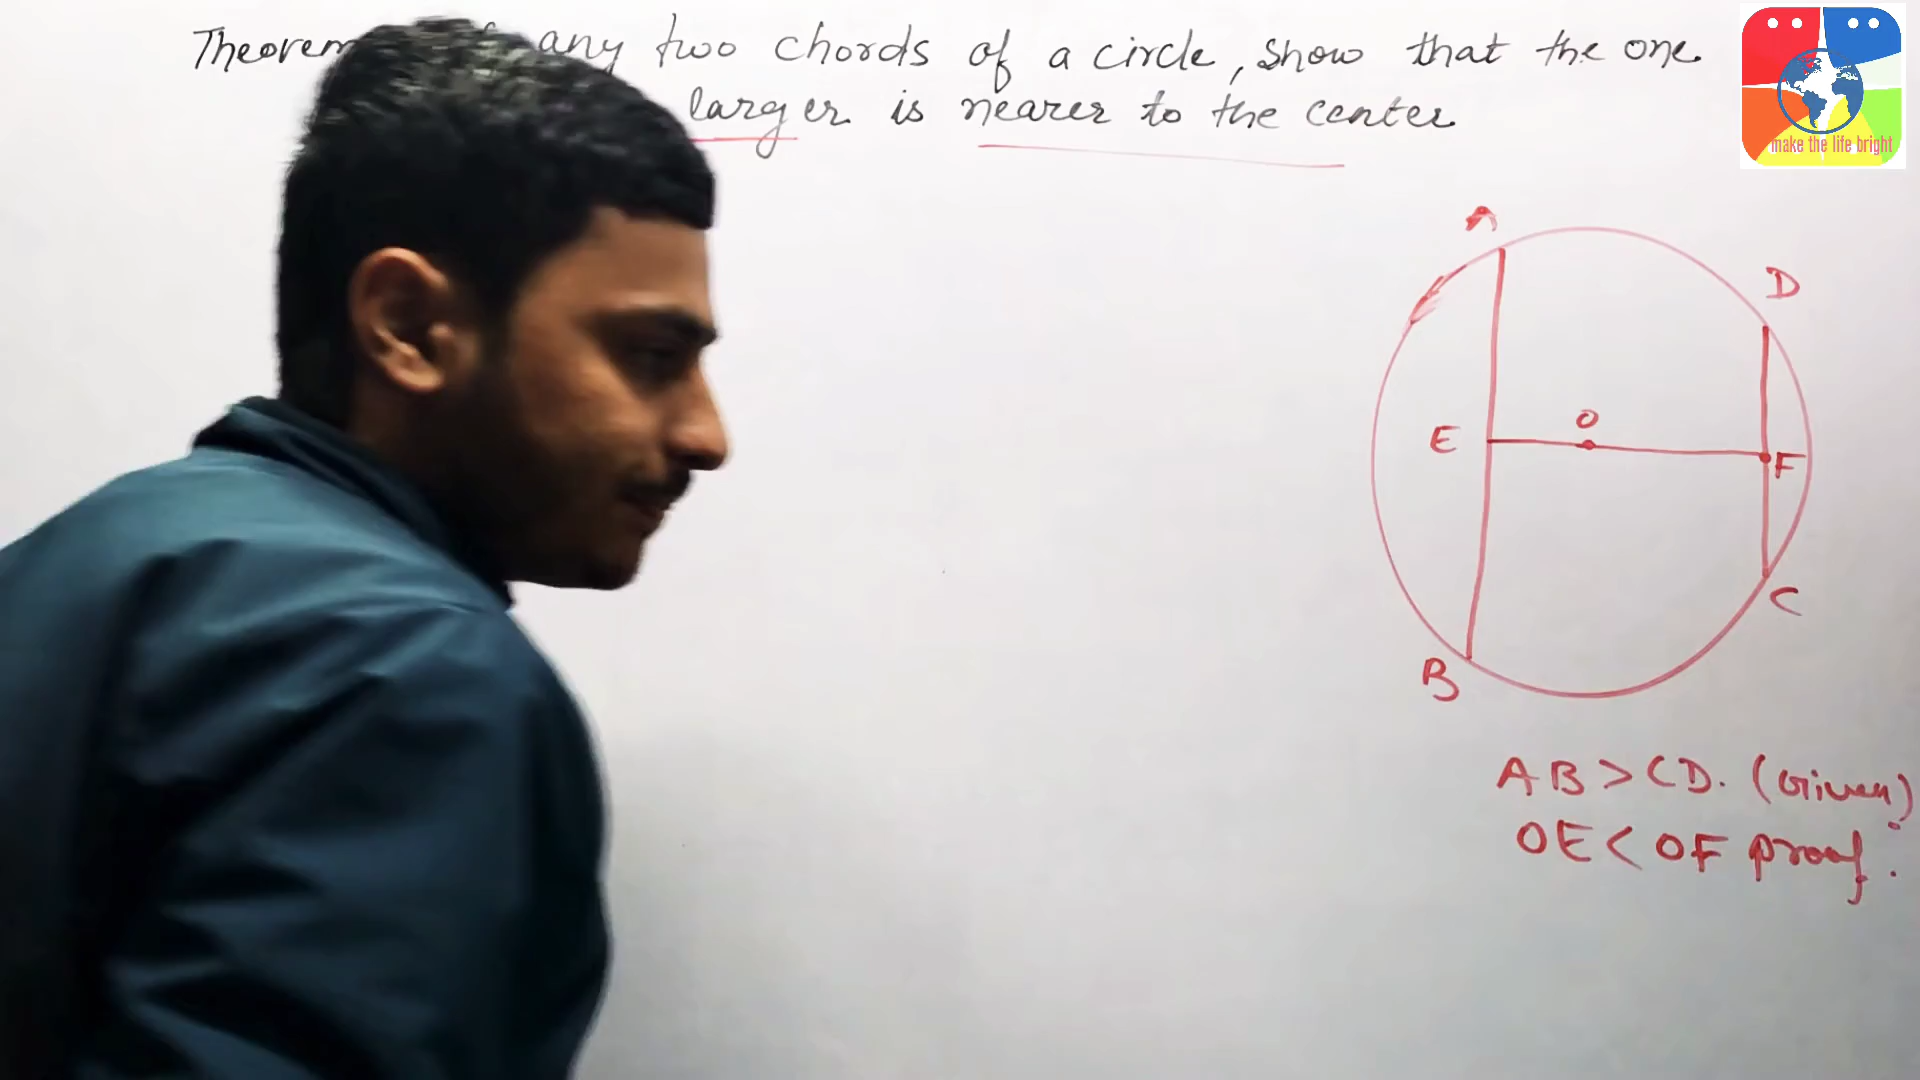 Theorem any two chords of a circle, show that the one
larger is nearer to the center
make the life bright
A
D
O
E
F
C
B
AB > CD. (Given)
OE < OF proof.